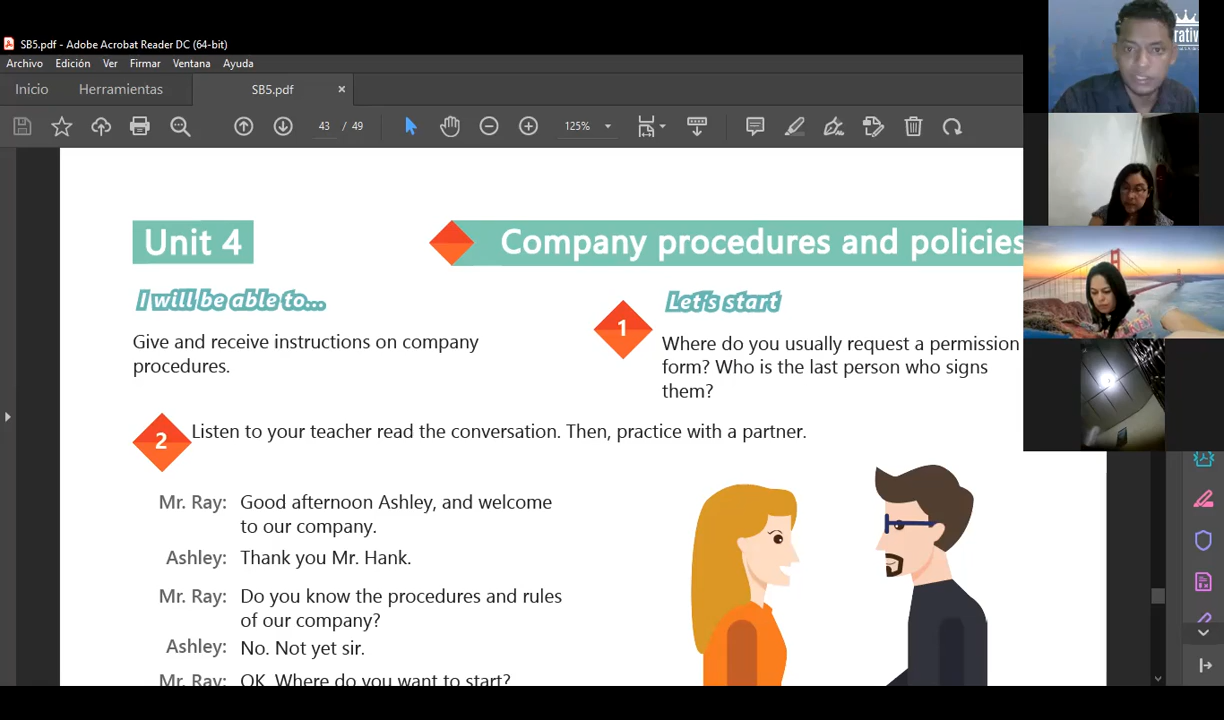 SB5.pdf - Adobe Acrobat Reader DC (64-bit)
Archivo Edición Ver Firmar Ventana Ayuda
Inicio Herramientas SB5.pdf ×
43 / 49 125%
Unit 4
Company procedures and policies
I will be able to...
Give and receive instructions on company
procedures.
1
Let's start
Where do you usually request a permission
form? Who is the last person who signs
them?
2
Listen to your teacher read the conversation. Then, practice with a partner.
Mr. Ray: Good afternoon Ashley, and welcome
to our company.
Ashley: Thank you Mr. Hank.
Mr. Ray: Do you know the procedures and rules
of our company?
Ashley: No. Not yet sir.
Mr. Ray: OK. Where do you want to start?